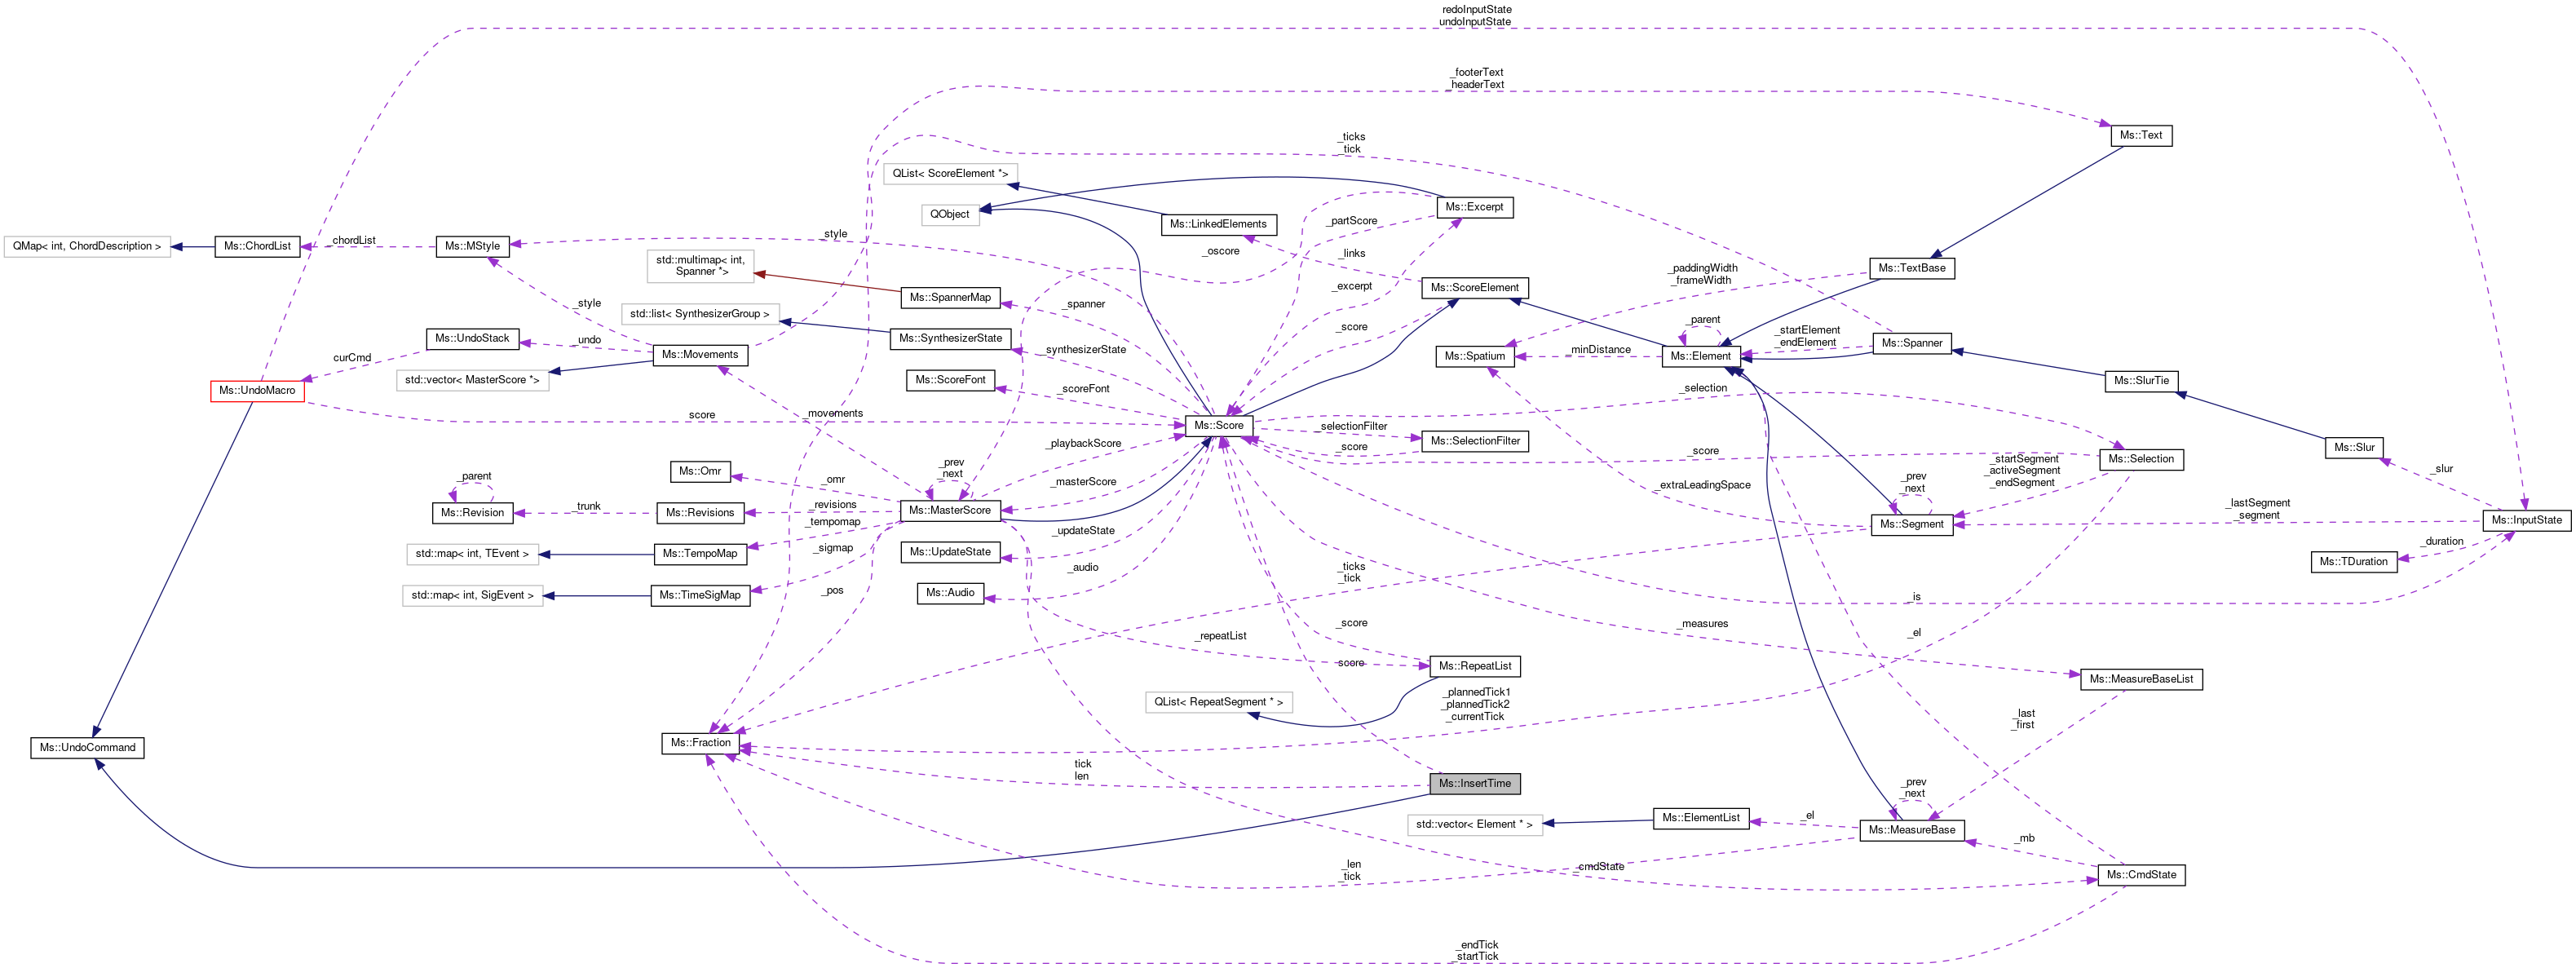 redoInputState
undoInputState
_footerText
_headerText
Ms::Text
_ticks
_tick
QList< ScoreElement *>
QObject
Ms::LinkedElements
Ms::Excerpt
_partScore
_oscore
_links
_style
QMap< int, ChordDescription >
Ms::ChordList
_chordList
Ms::MStyle
std::multimap< int,
Spanner *>
Ms::SpannerMap
_spanner
_excerpt
Ms::ScoreElement
_paddingWidth
_frameWidth
Ms::TextBase
_style
std::list< SynthesizerGroup >
Ms::SynthesizerState
_synthesizerState
_score
_parent
_startElement
_endElement
Ms::Spanner
Ms::UndoStack
_undo
curCmd
Ms::Movements
Ms::Spatium
_minDistance
Ms::Element
std::vector< MasterScore *>
Ms::ScoreFont
_scoreFont
Ms::SlurTie
Ms::UndoMacro
_selection
score
_movements
Ms::Score
_selectionFilter
Ms::SelectionFilter
_score
_playbackScore
Ms::Slur
_score
Ms::Selection
_startSegment
_activeSegment
_endSegment
_slur
_parent
Ms::Omr
_omr
_prev
_next
_masterScore
_extraLeadingSpace
_prev
_next
Ms::Revision
_trunk
Ms::Revisions
_revisions
Ms::MasterScore
Ms::Segment
_lastSegment
_segment
Ms::InputState
_tempomap
_updateState
std::map< int, TEvent >
Ms::TempoMap
_sigmap
Ms::UpdateState
_duration
Ms::TDuration
_audio
_ticks
_tick
std::map< int, SigEvent >
Ms::TimeSigMap
_pos
Ms::Audio
_is
_score
_measures
_el
_repeatList
score
Ms::RepeatList
Ms::MeasureBaseList
QList< RepeatSegment * >
_plannedTick1
_plannedTick2
_currentTick
_last
_first
Ms::UndoCommand
Ms::Fraction
tick
len
Ms::InsertTime
_prev
_next
std::vector< Element * >
Ms::ElementList
_el
Ms::MeasureBase
_mb
_len
_tick
_cmdState
Ms::CmdState
_endTick
_startTick